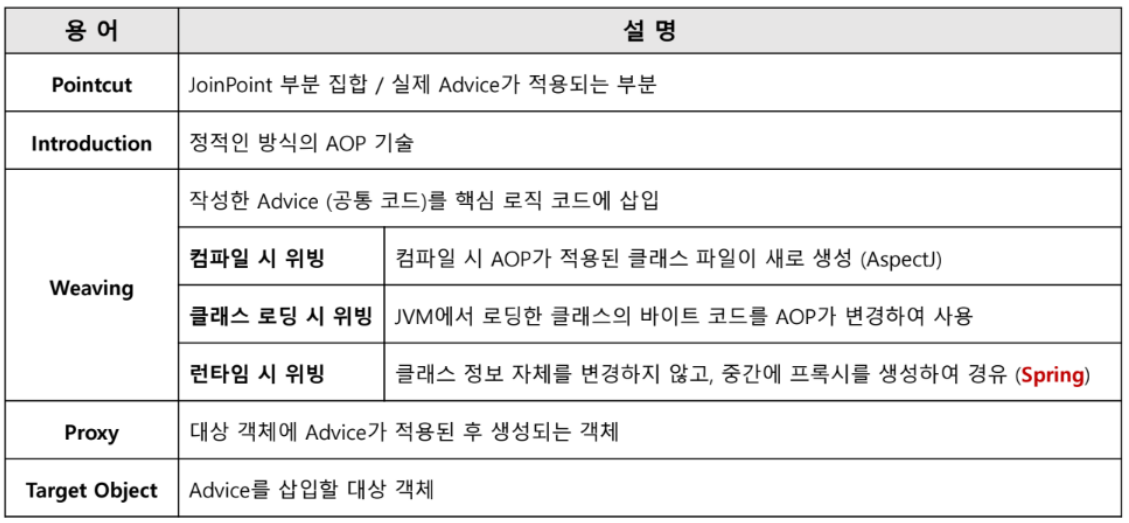 용 어
설 명
Pointcut
JoinPoint 부분 집합 / 실제 Advice가 적용되는 부분
Introduction
정적인 방식의 AOP 기술
Weaving
작성한 Advice (공통 코드)를 핵심 로직 코드에 삽입
컴파일 시 위빙
컴파일 시 AOP가 적용된 클래스 파일이 새로 생성 (AspectJ)
클래스 로딩 시 위빙
JVM에서 로딩한 클래스의 바이트 코드를 AOP가 변경하여 사용
런타임 시 위빙
클래스 정보 자체를 변경하지 않고, 중간에 프록시를 생성하여 경유 (Spring)
Proxy
대상 객체에 Advice가 적용된 후 생성되는 객체
Target Object
Advice를 삽입할 대상 객체